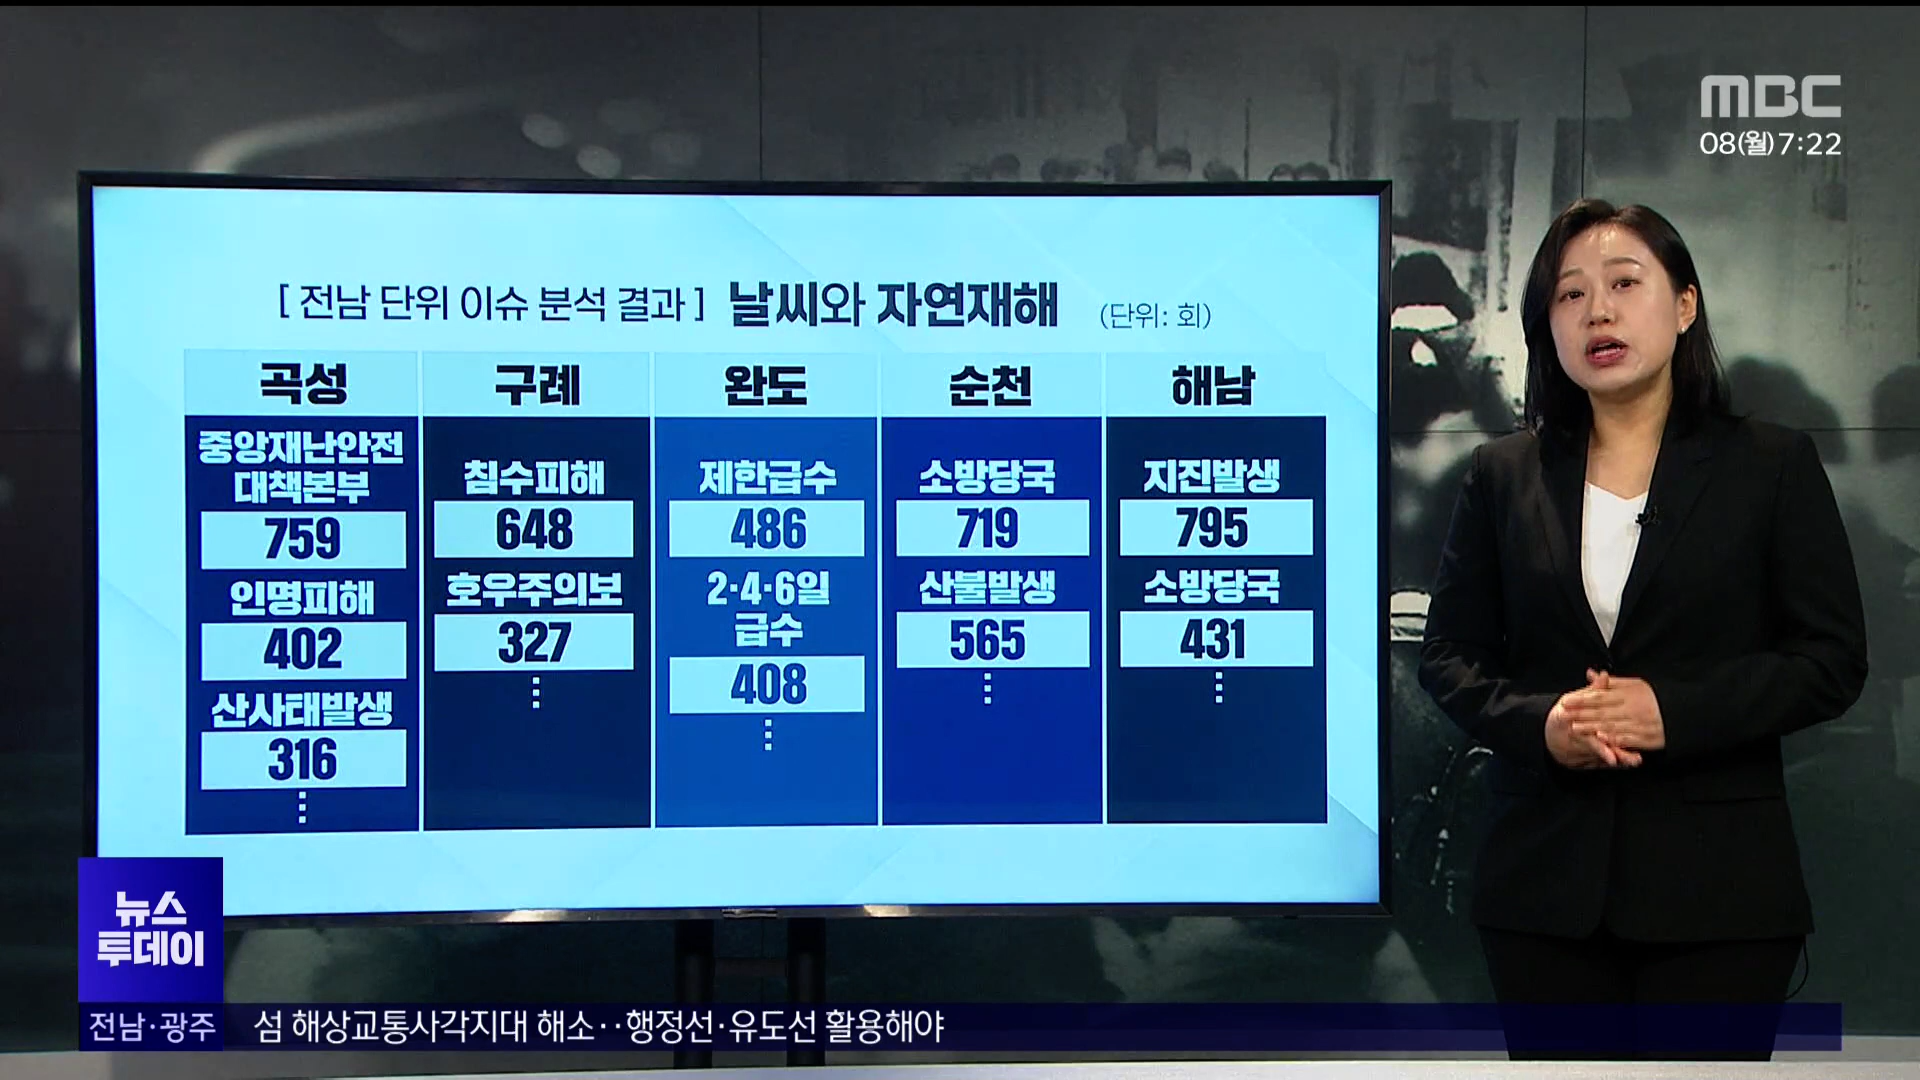 MBC
08(월) 7:22
[ 전남 단위 이슈 분석 결과 ] 날씨와 자연재해 (단위: 회)
곡성
중앙재난안전
대책본부
759
인명피해
402
산사태발생
316
⋮
구례
침수피해
648
호우주의보
327
⋮
완도
제한급수
486
2·4·6일
급수
408
⋮
순천
소방당국
719
산불발생
565
⋮
해남
지진발생
795
소방당국
431
⋮
뉴스
투데이
전남·광주 섬 해상교통사각지대 해소‥행정선·유도선 활용해야